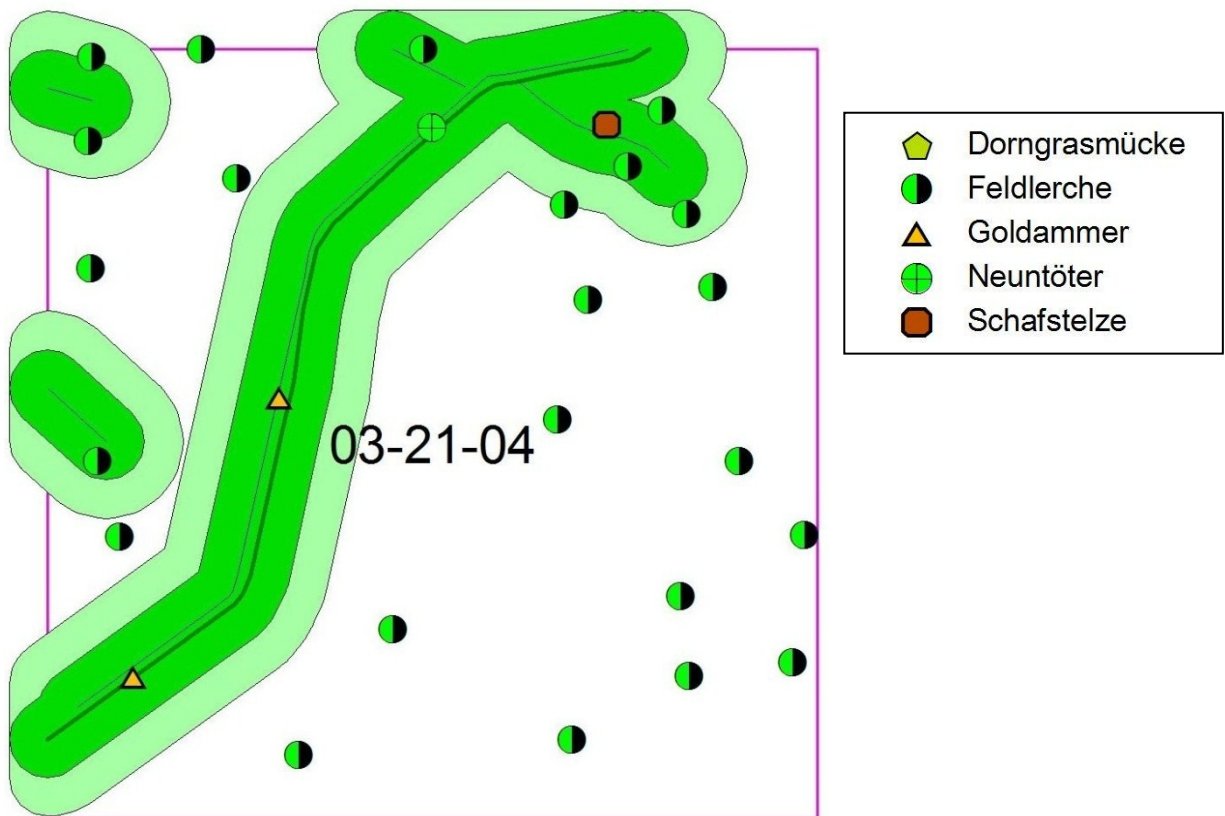 Dorngrasmücke
Feldlerche
Goldammer
Neuntöter
Schafstelze
03-21-04